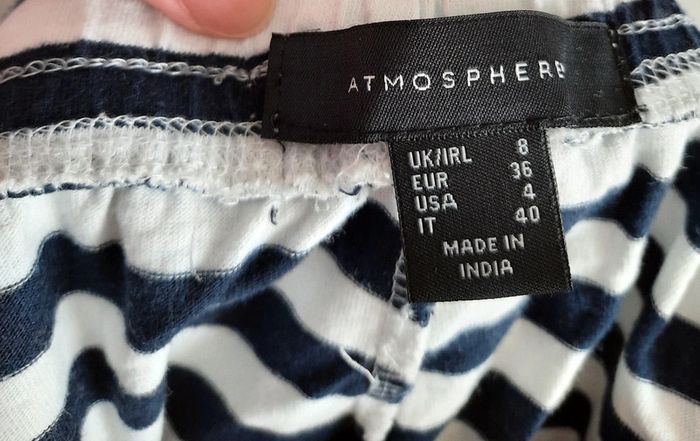 ATMOSPHERE
UK/IRL 8
EUR 36
USA 4
IT 40
MADE IN
INDIA